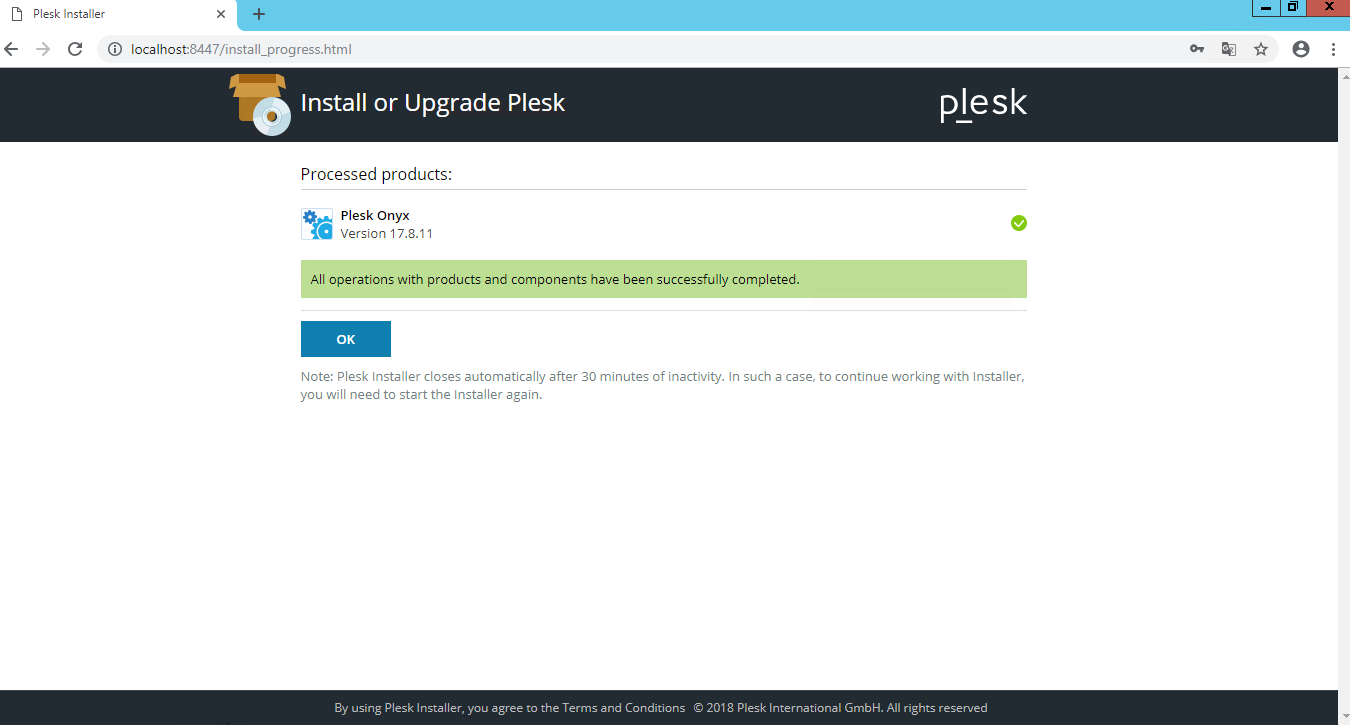 Plesk Installer
localhost:8447/install_progress.html
Install or Upgrade Plesk
plesk
Processed products:
Plesk Onyx
Version 17.8.11
All operations with products and components have been successfully completed.
OK
Note: Plesk Installer closes automatically after 30 minutes of inactivity. In such a case, to continue working with Installer,
you will need to start the Installer again.
By using Plesk Installer, you agree to the Terms and Conditions © 2018 Plesk International GmbH. All rights reserved